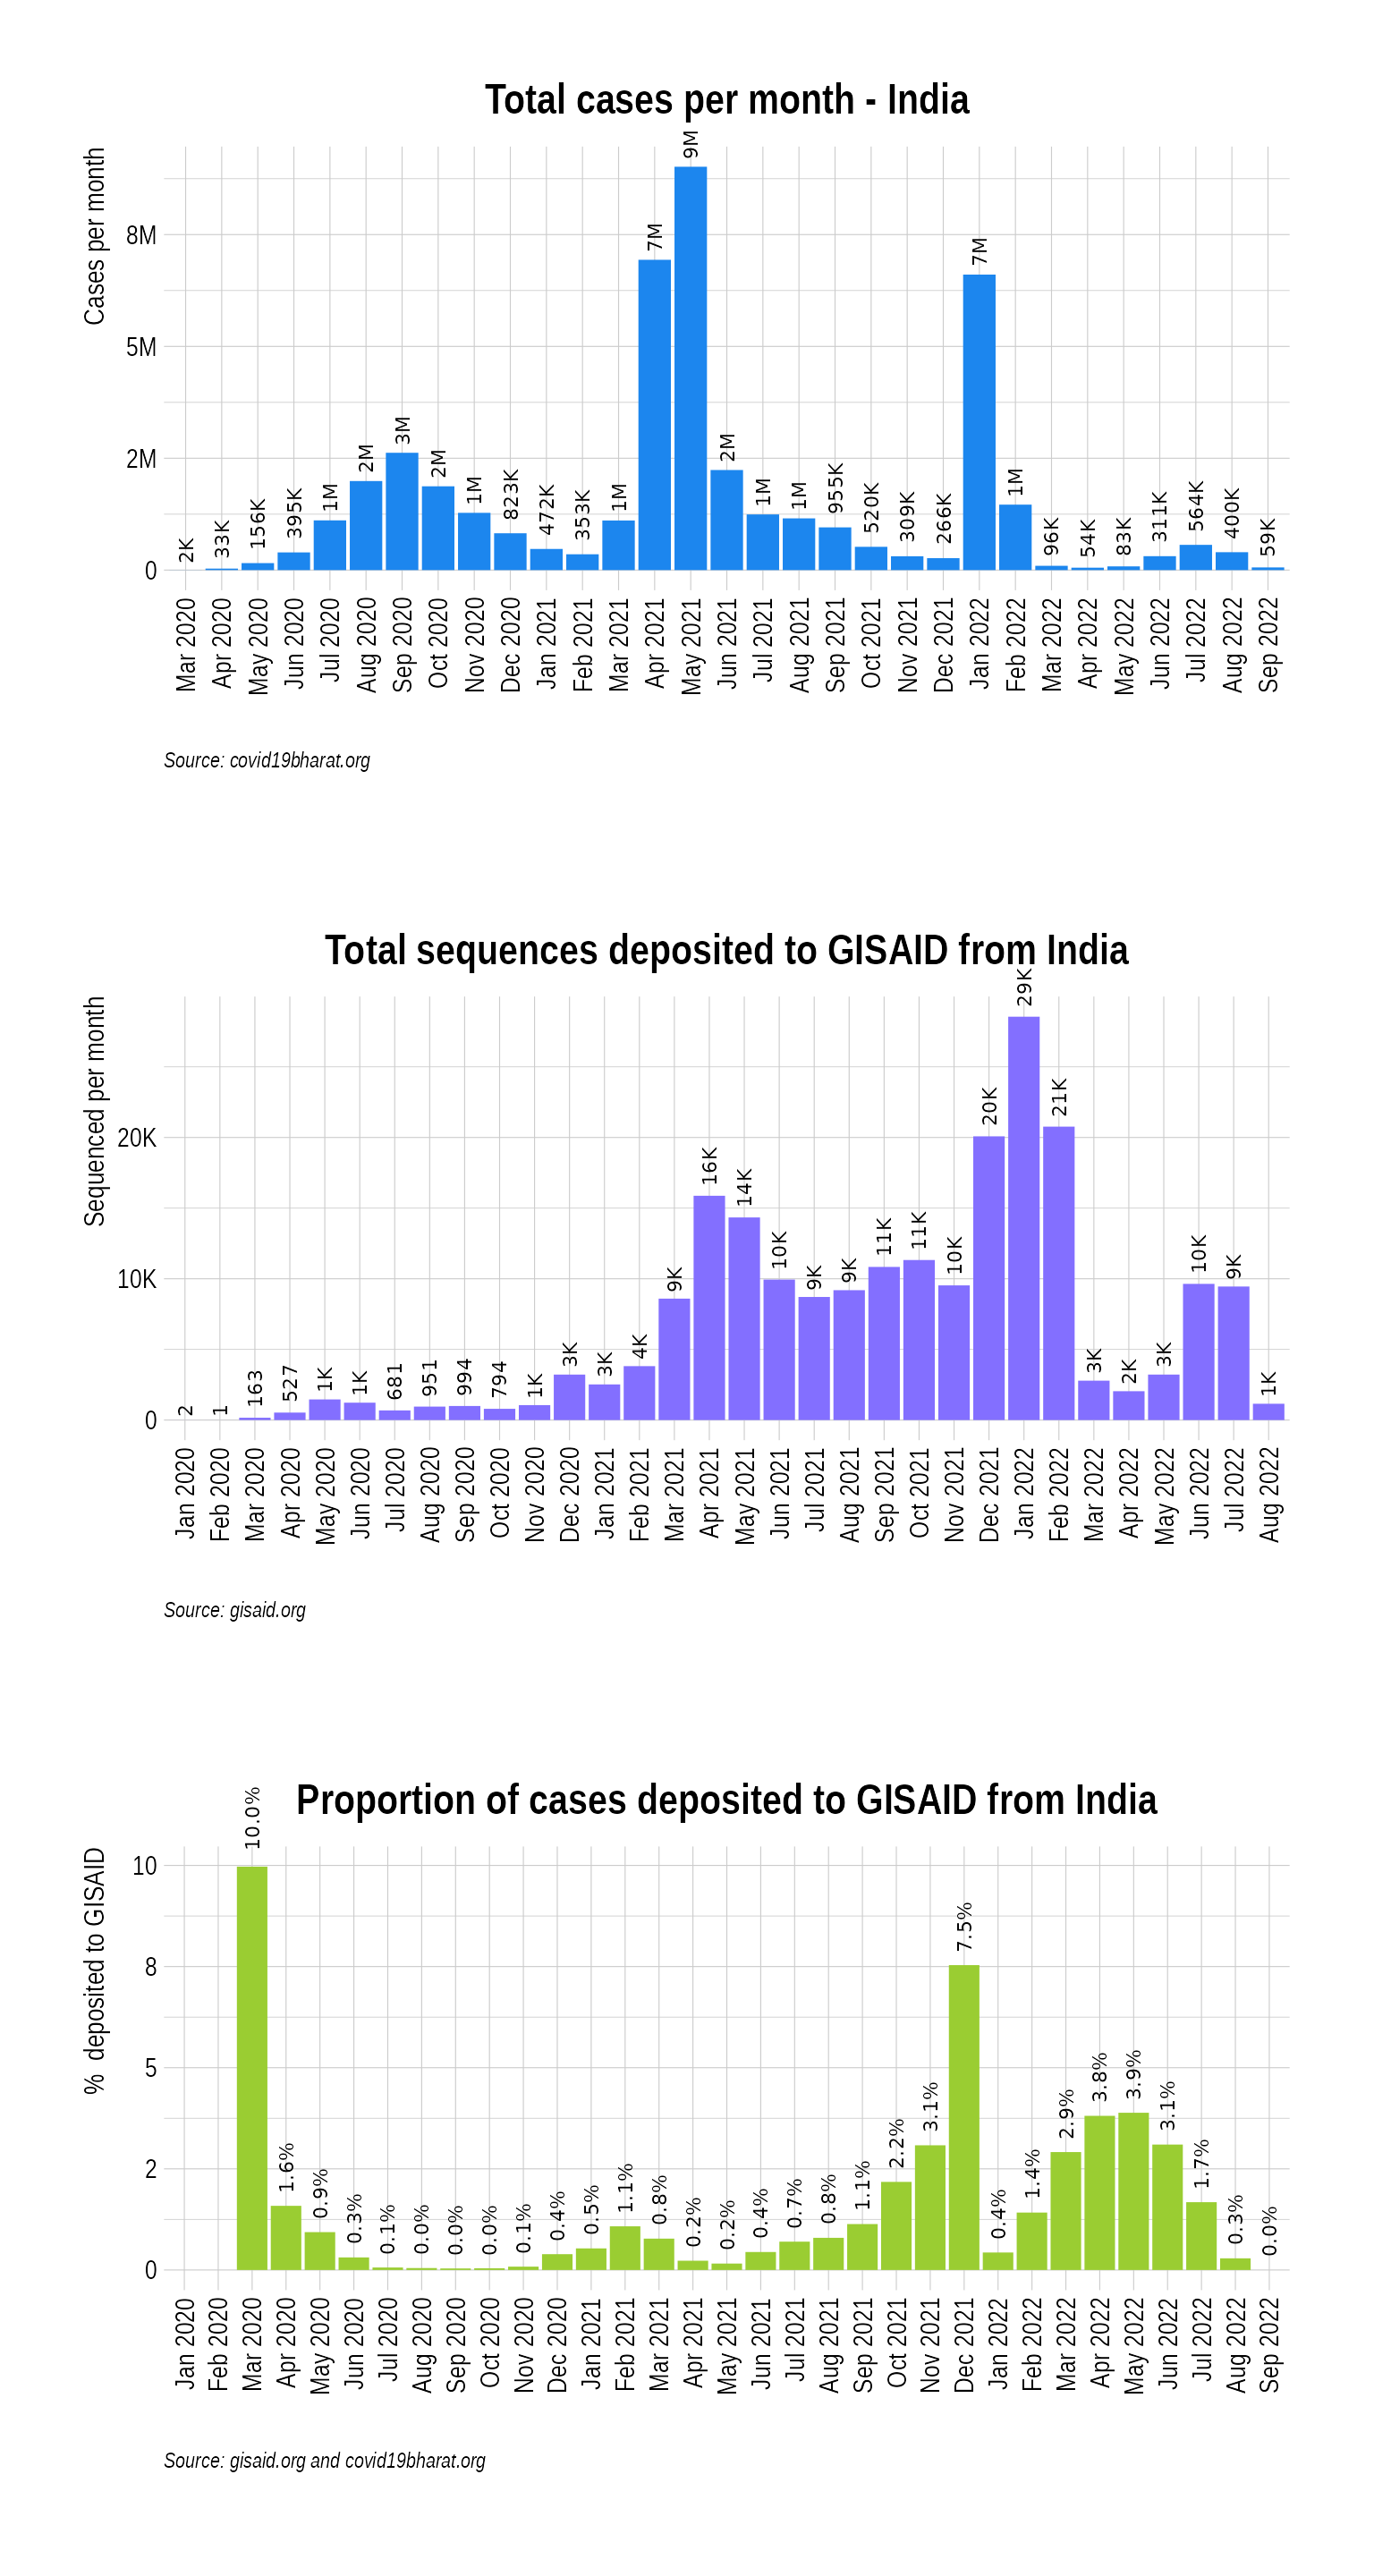 Total cases per month - India
Cases per month
8M
5M
2M
0
2K
33K
156K
395K
1M
2M
3M
2M
1M
823K
472K
353K
1M
7M
9M
2M
1M
1M
955K
520K
309K
266K
7M
1M
96K
54K
83K
311K
564K
400K
59K
Mar 2020
Apr 2020
May 2020
Jun 2020
Jul 2020
Aug 2020
Sep 2020
Oct 2020
Nov 2020
Dec 2020
Jan 2021
Feb 2021
Mar 2021
Apr 2021
May 2021
Jun 2021
Jul 2021
Aug 2021
Sep 2021
Oct 2021
Nov 2021
Dec 2021
Jan 2022
Feb 2022
Mar 2022
Apr 2022
May 2022
Jun 2022
Jul 2022
Aug 2022
Sep 2022
Source: covid19bharat.org
Total sequences deposited to GISAID from India
Sequenced per month
20K
10K
0
2
1
163
527
1K
1K
681
951
994
794
1K
3K
3K
4K
9K
16K
14K
10K
9K
9K
11K
11K
10K
20K
29K
21K
3K
2K
3K
10K
9K
1K
Jan 2020
Feb 2020
Mar 2020
Apr 2020
May 2020
Jun 2020
Jul 2020
Aug 2020
Sep 2020
Oct 2020
Nov 2020
Dec 2020
Jan 2021
Feb 2021
Mar 2021
Apr 2021
May 2021
Jun 2021
Jul 2021
Aug 2021
Sep 2021
Oct 2021
Nov 2021
Dec 2021
Jan 2022
Feb 2022
Mar 2022
Apr 2022
May 2022
Jun 2022
Jul 2022
Aug 2022
Source: gisaid.org
Proportion of cases deposited to GISAID from India
% deposited to GISAID
10
8
5
2
0
10.0%
1.6%
0.9%
0.3%
0.1%
0.0%
0.0%
0.0%
0.1%
0.4%
0.5%
1.1%
0.8%
0.2%
0.2%
0.4%
0.7%
0.8%
1.1%
2.2%
3.1%
7.5%
0.4%
1.4%
2.9%
3.8%
3.9%
3.1%
1.7%
0.3%
0.0%
Jan 2020
Feb 2020
Mar 2020
Apr 2020
May 2020
Jun 2020
Jul 2020
Aug 2020
Sep 2020
Oct 2020
Nov 2020
Dec 2020
Jan 2021
Feb 2021
Mar 2021
Apr 2021
May 2021
Jun 2021
Jul 2021
Aug 2021
Sep 2021
Oct 2021
Nov 2021
Dec 2021
Jan 2022
Feb 2022
Mar 2022
Apr 2022
May 2022
Jun 2022
Jul 2022
Aug 2022
Sep 2022
Source: gisaid.org and covid19bharat.org